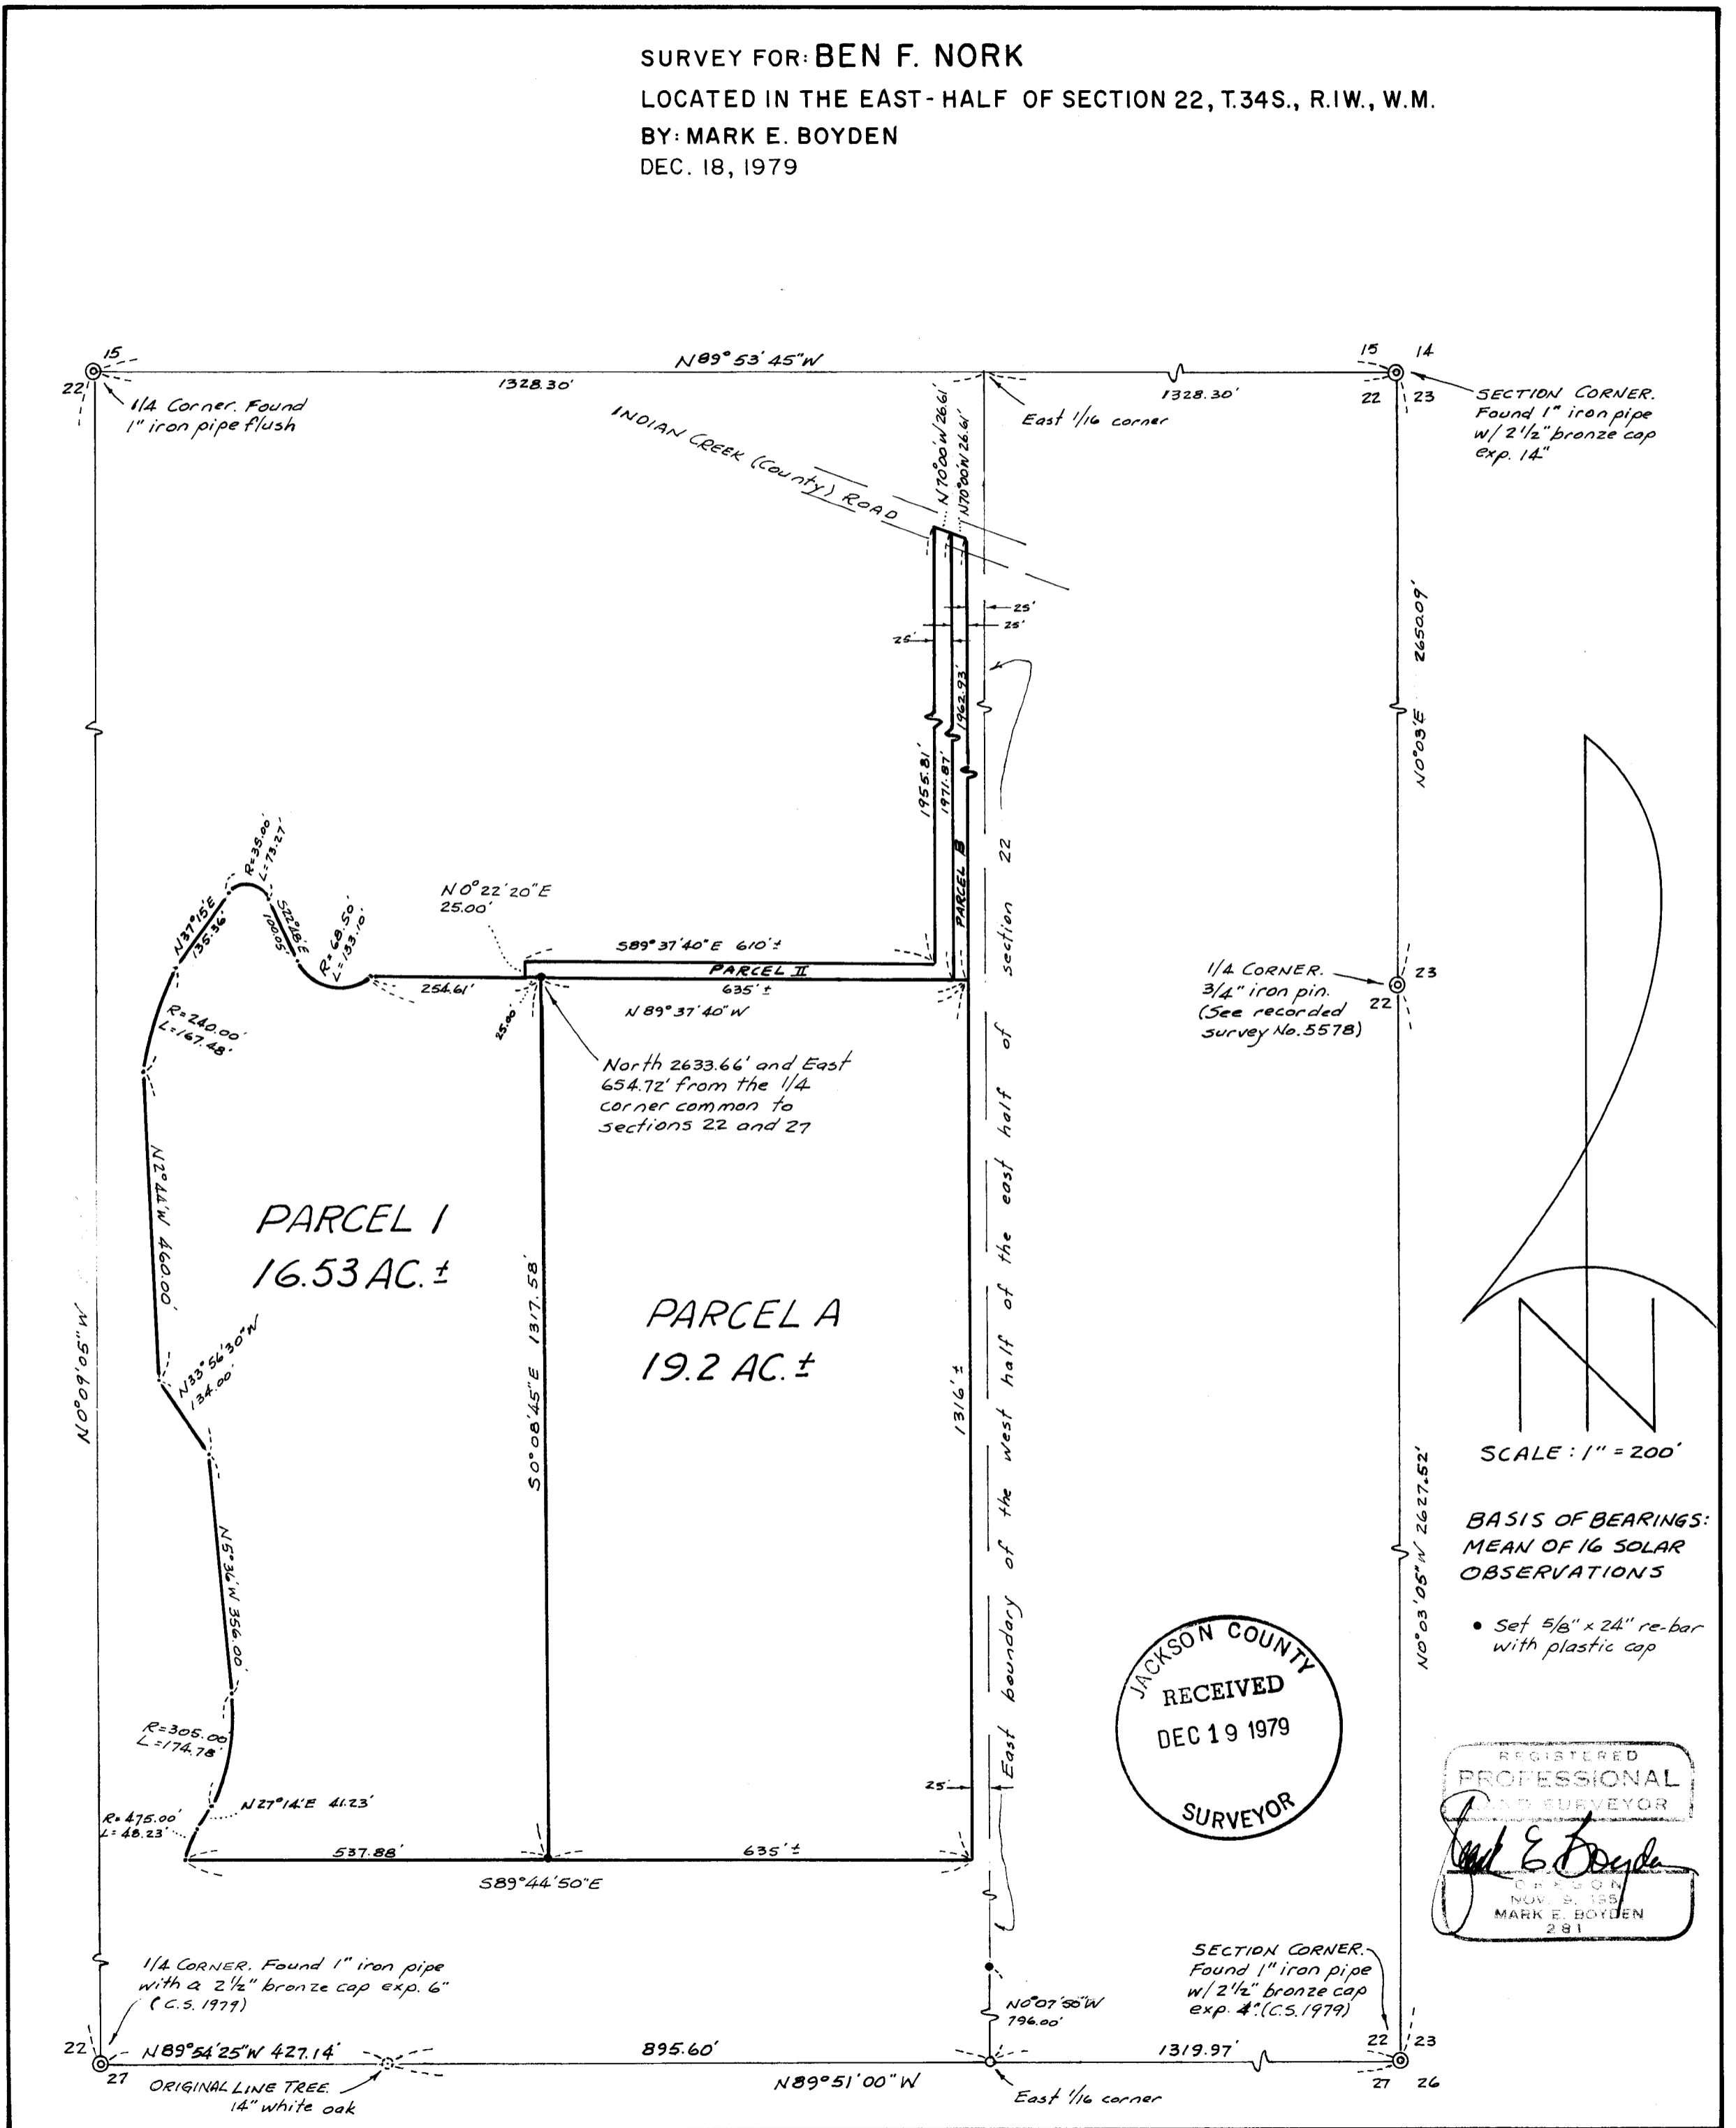 SURVEY FOR: BEN F. NORK
LOCATED IN THE EAST-HALF OF SECTION 22, T.34S., R.1W., W.M.
BY: MARK E. BOYDEN
DEC. 18, 1979
15
22
1/4 Corner. Found
1" iron pipe flush
N89°53'45"W
1328.30'
1328.30'
East 1/16 corner
15 14
22 23
SECTION CORNER.
Found 1" iron pipe
w/ 2 1/2" bronze cap
exp. 14"
INDIAN CREEK (County) ROAD
N70°00'W 26.61'
N70°00'W 26.61'
25'
25'
25'
1955.81'
1971.87'
1962.93'
PARCEL B
N0°03'E 2650.09'
R=35.00'
L=73.27'
N37°15'E
135.36'
S22°48'E
100.05'
R=68.50'
L=133.10'
N0°22'20"E
25.00'
S89°37'40"E 610'±
PARCEL II
254.61'
635'±
25.00'
N89°37'40"W
R=240.00'
L=167.48'
North 2633.66' and East
654.72' from the 1/4
corner common to
sections 22 and 27
1/4 CORNER.
3/4" iron pin.
(See recorded
survey No. 5578)
23
22
N2°44'W 460.00'
PARCEL I
16.53 AC.±
S0°08'45"E 1317.58'
PARCEL A
19.2 AC.±
1316'±
East boundary of the west half of the east half of section 22
N0°09'05"W
N33°56'30"W
134.00'
N5°36'W 356.00'
R=305.00'
L=174.78'
N27°14'E 41.23'
R=475.00'
L=48.23'
537.88'
635'±
S89°44'50"E
25'
N
SCALE: 1" = 200'
BASIS OF BEARINGS:
MEAN OF 16 SOLAR
OBSERVATIONS
• Set 5/8" x 24" re-bar
with plastic cap
N0°03'05"W 2627.52'
JACKSON COUNTY
RECEIVED
DEC 19 1979
SURVEYOR
REGISTERED
PROFESSIONAL
LAND SURVEYOR
Mark E Boyden
OREGON
NOV. 9,
MARK E. BOYDEN
281
1/4 CORNER. Found 1" iron pipe
with a 2 1/2" bronze cap exp. 6"
(C.S. 1979)
22
27
N89°54'25"W 427.14'
ORIGINAL LINE TREE.
14" white oak
895.60'
N89°51'00"W
N0°07'50"W
796.00'
East 1/16 corner
1319.97'
SECTION CORNER.
Found 1" iron pipe
w/ 2 1/2" bronze cap
exp. 4". (C.S. 1979)
22 23
27 26